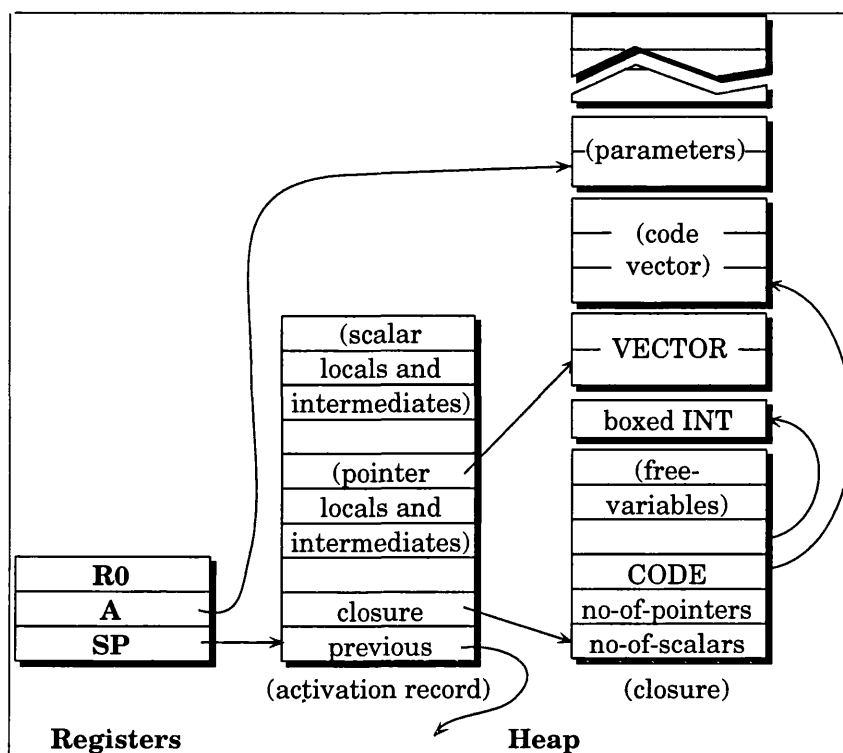 (parameters)
(code
vector)
VECTOR
boxed INT
(free-
variables)
CODE
no-of-pointers
no-of-scalars
(closure)
(scalar
locals and
intermediates)
(pointer
locals and
intermediates)
closure
previous
(activation record)
R0
A
SP
Registers
Heap